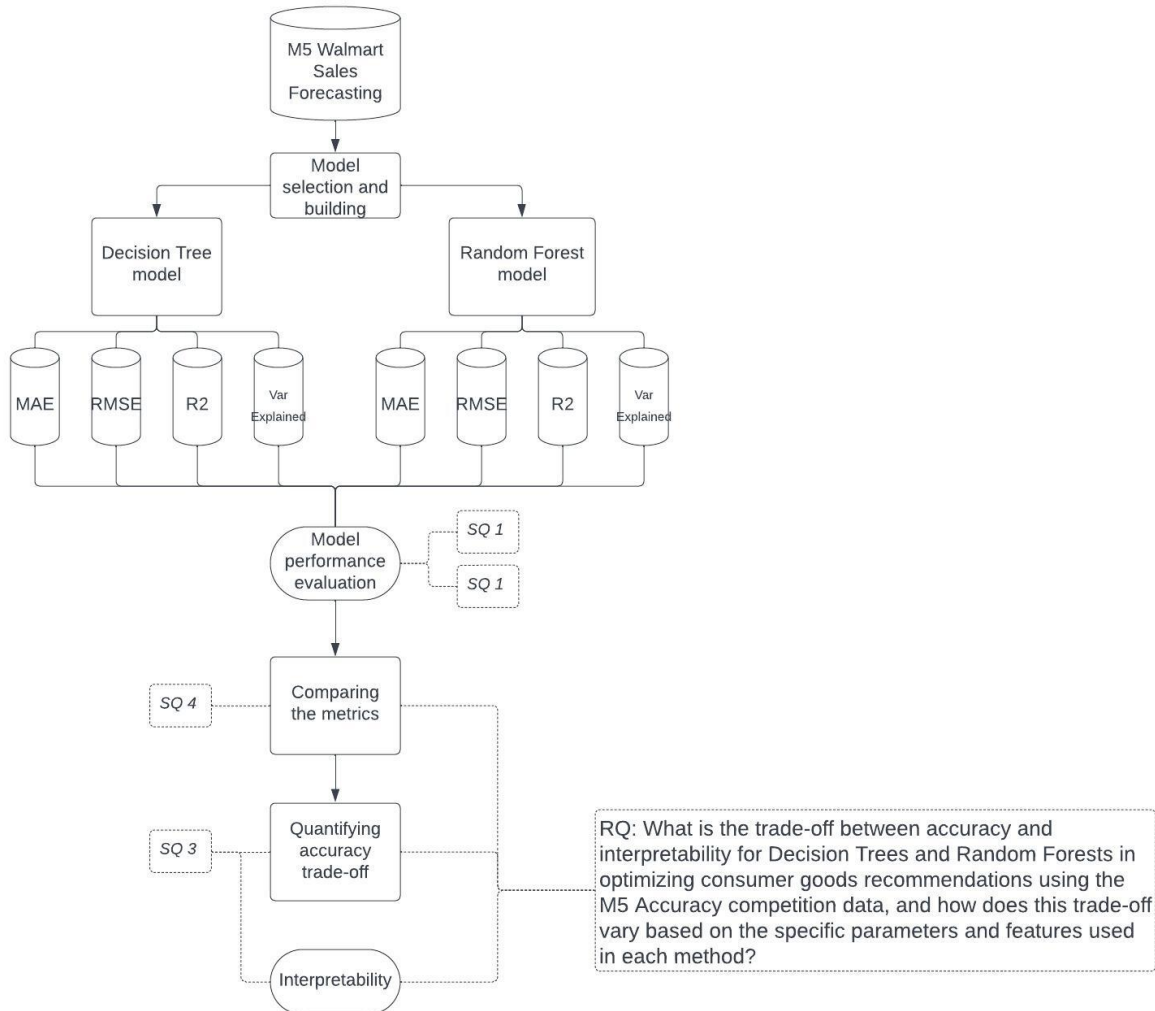 M5 Walmart
Sales
Forecasting
Model
selection and
building
Decision Tree
model
Random Forest
model
MAE
RMSE
R2
Var
Explained
MAE
RMSE
R2
Var
Explained
Model
performance
evaluation
SQ 1
SQ 1
Comparing
the metrics
SQ 4
Quantifying
accuracy
trade-off
SQ 3
RQ: What is the trade-off between accuracy and
interpretability for Decision Trees and Random Forests in
optimizing consumer goods recommendations using the
M5 Accuracy competition data, and how does this trade-off
vary based on the specific parameters and features used
in each method?
Interpretability